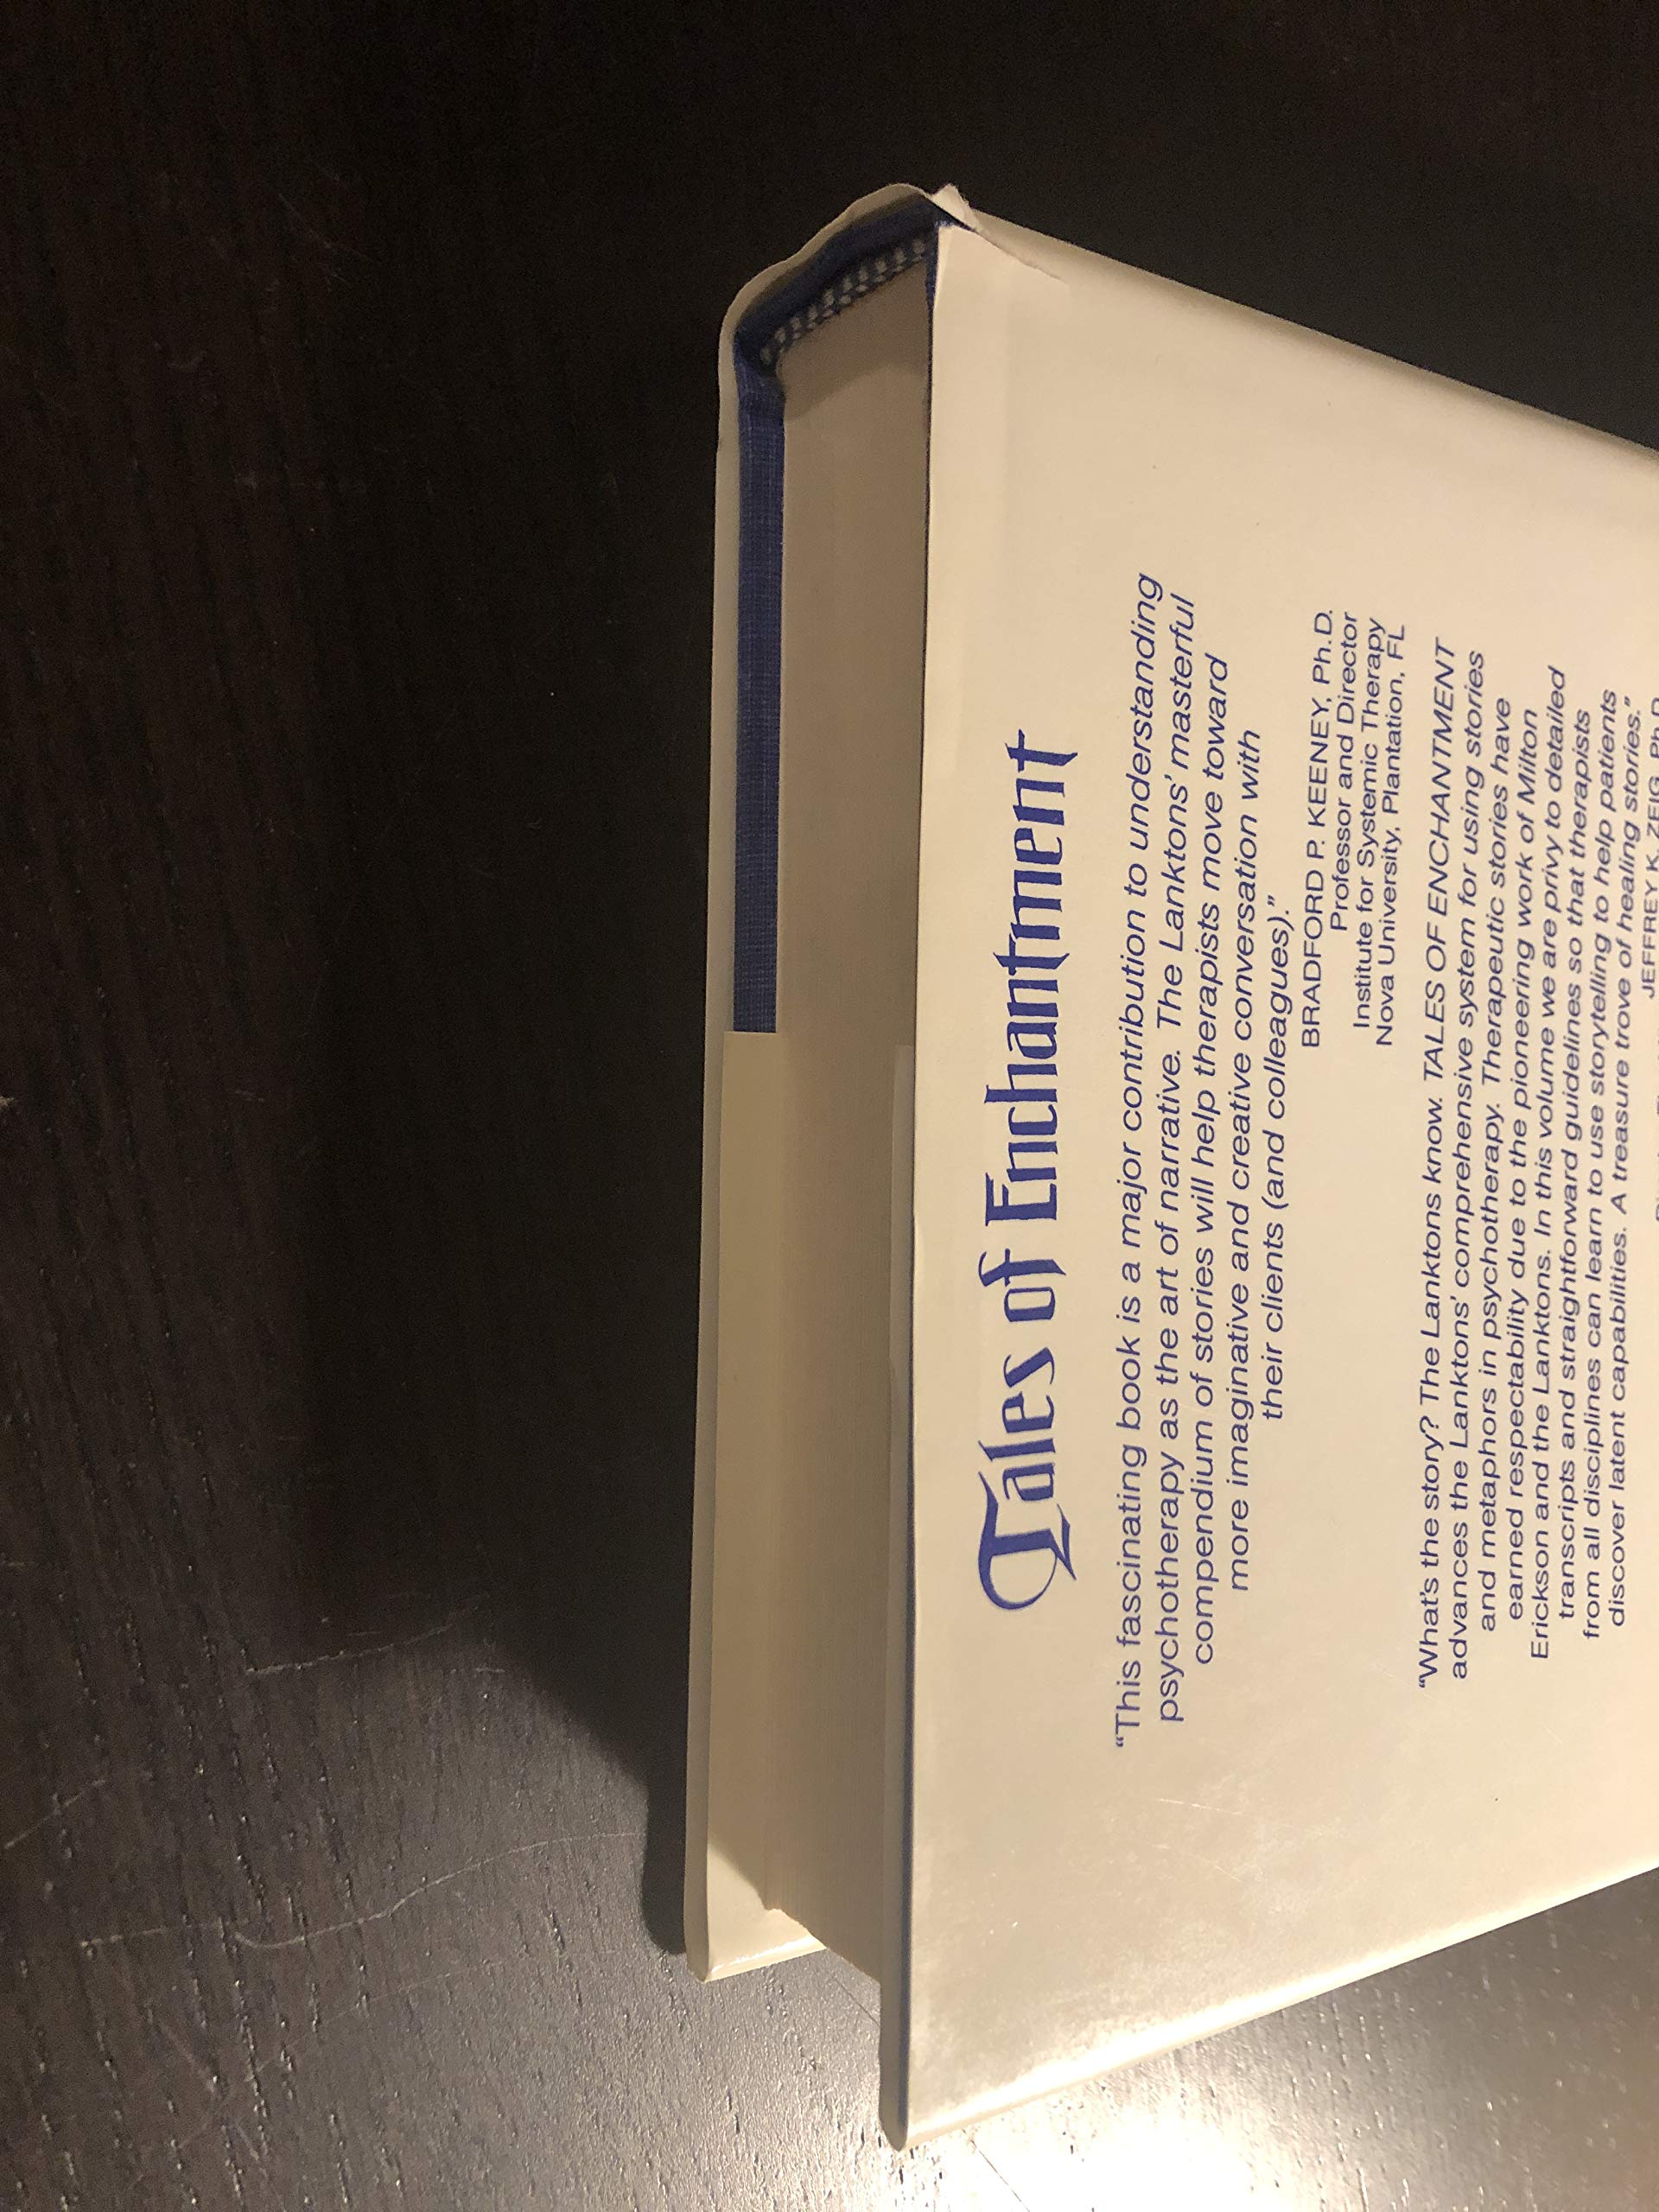 Tales of Enchantment
“This fascinating book is a major contribution to understanding
psychotherapy as the art of narrative. The Lanktons’ masterful
compendium of stories will help therapists move toward
more imaginative and creative conversation with
their clients (and colleagues).”
BRADFORD P. KEENEY, Ph.D.
Professor and Director
Institute for Systemic Therapy
Nova University, Plantation, FL
“What’s the story? The Lanktons know. TALES OF ENCHANTMENT
advances the Lanktons’ comprehensive system for using stories
and metaphors in psychotherapy. Therapeutic stories have
earned respectability due to the pioneering work of Milton
Erickson and the Lanktons. In this volume we are privy to detailed
transcripts and straightforward guidelines so that therapists
from all disciplines can learn to use storytelling to help patients
discover latent capabilities. A treasure trove of healing stories.”
JEFFREY K. ZEIG, Ph.D.